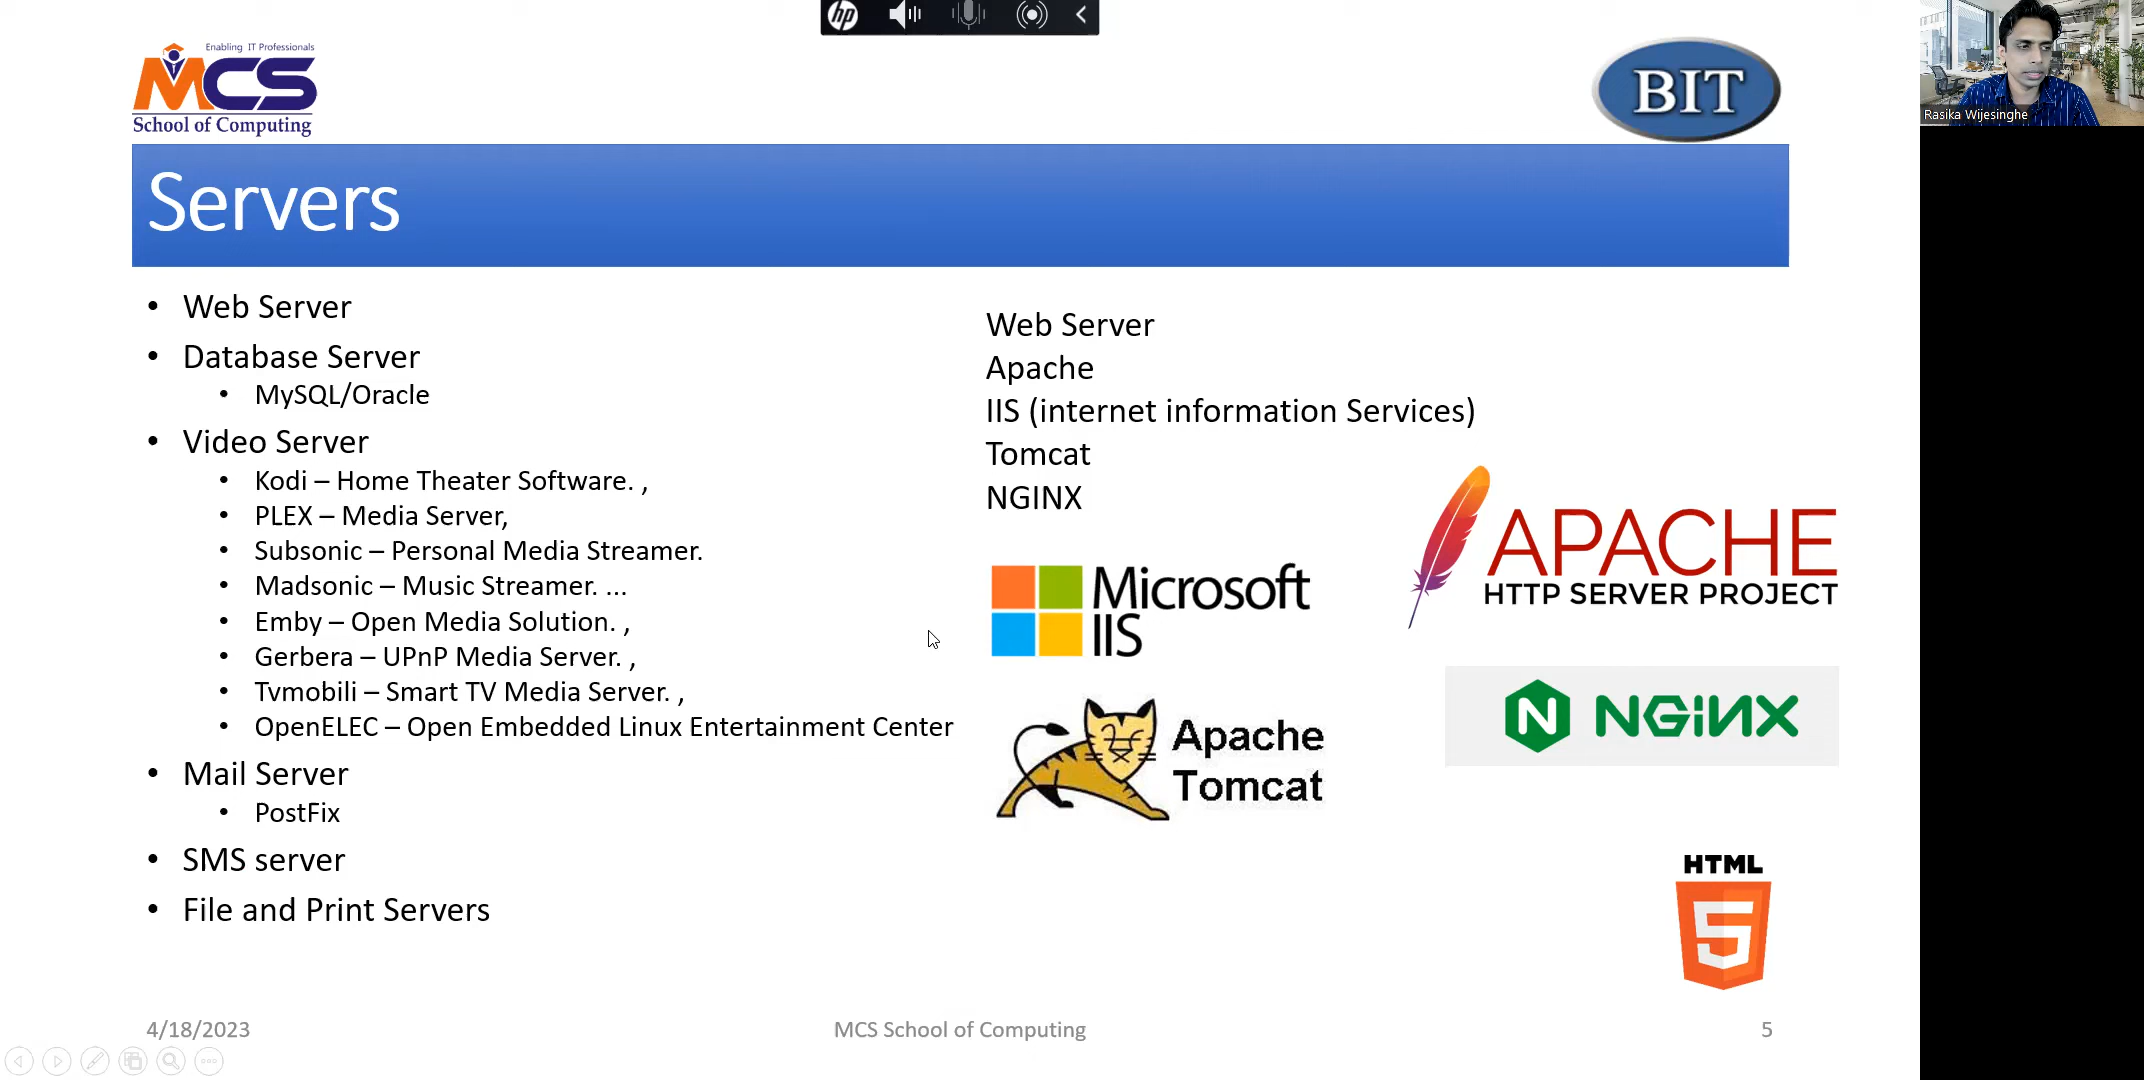 hp
Enabling IT Professionals
MCS
School of Computing
BIT
Rasika Wijesinghe
Servers
• Web Server
• Database Server
• MySQL/Oracle
• Video Server
• Kodi – Home Theater Software. ,
• PLEX – Media Server,
• Subsonic – Personal Media Streamer.
• Madsonic – Music Streamer. ...
• Emby – Open Media Solution. ,
• Gerbera – UPnP Media Server. ,
• Tvmobili – Smart TV Media Server. ,
• OpenELEC – Open Embedded Linux Entertainment Center
• Mail Server
• PostFix
• SMS server
• File and Print Servers
Web Server
Apache
IIS (internet information Services)
Tomcat
NGINX
Microsoft
IIS
APACHE
HTTP SERVER PROJECT
Apache
Tomcat
N NGINX
HTML
5
4/18/2023
MCS School of Computing
5